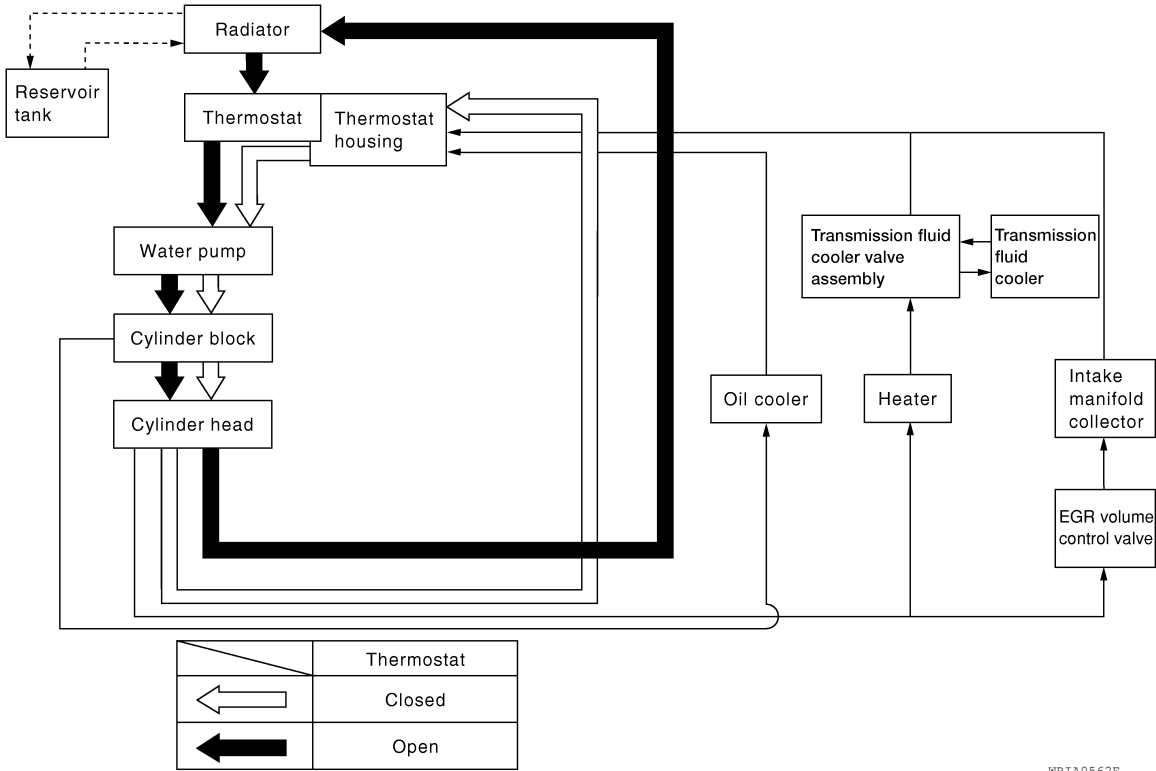 Radiator
Reservoir
tank
Thermostat
Thermostat
housing
Water pump
Transmission fluid
cooler valve
assembly
Transmission
fluid
cooler
Cylinder block
Cylinder head
Oil cooler
Heater
Intake
manifold
collector
EGR volume
control valve
Thermostat
Closed
Open